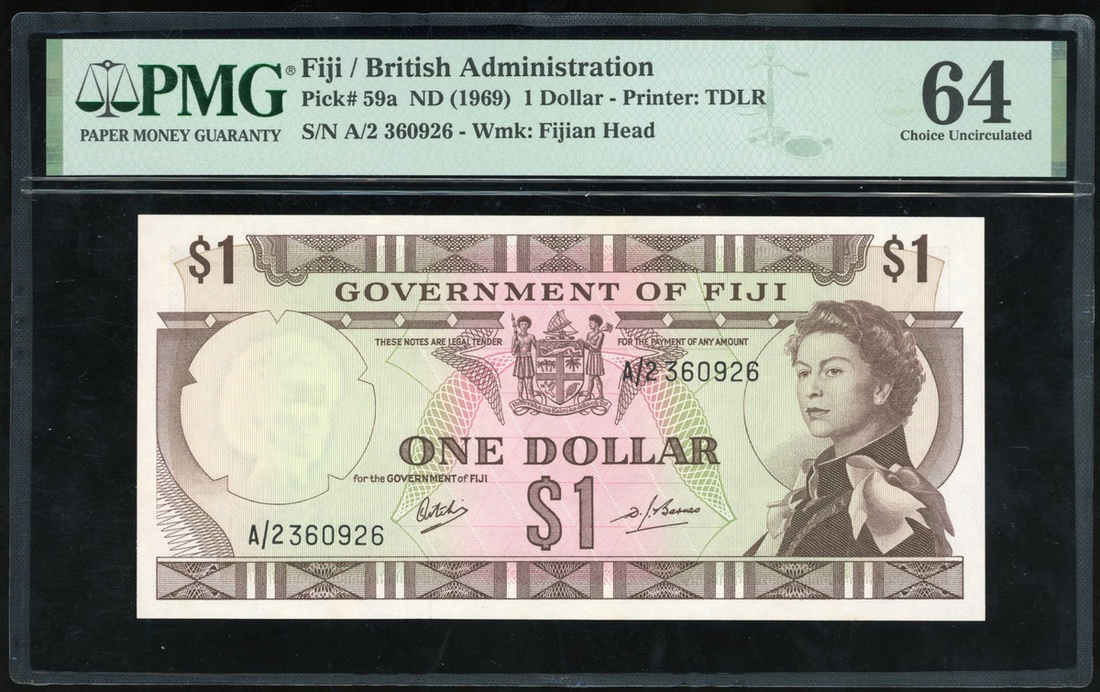 PMG®
PAPER MONEY GUARANTY
Fiji / British Administration
Pick# 59a ND (1969) 1 Dollar - Printer: TDLR
S/N A/2 360926 - Wmk: Fijian Head
64
Choice Uncirculated
$1
$1
GOVERNMENT OF FIJI
THESE NOTES ARE LEGAL TENDER
FOR THE PAYMENT OF ANY AMOUNT
A/2 360926
ONE DOLLAR
for the GOVERNMENT of FIJI
$1
A/2 360926